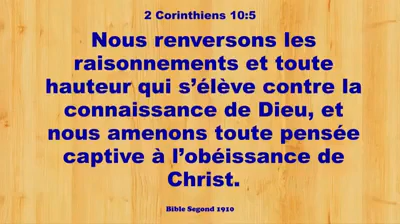 2 Corinthiens 10:5
Nous renversons les
raisonnements et toute
hauteur qui s’élève contre la
connaissance de Dieu, et
nous amenons toute pensée
captive à l’obéissance de
Christ.
Bible Segond 1910